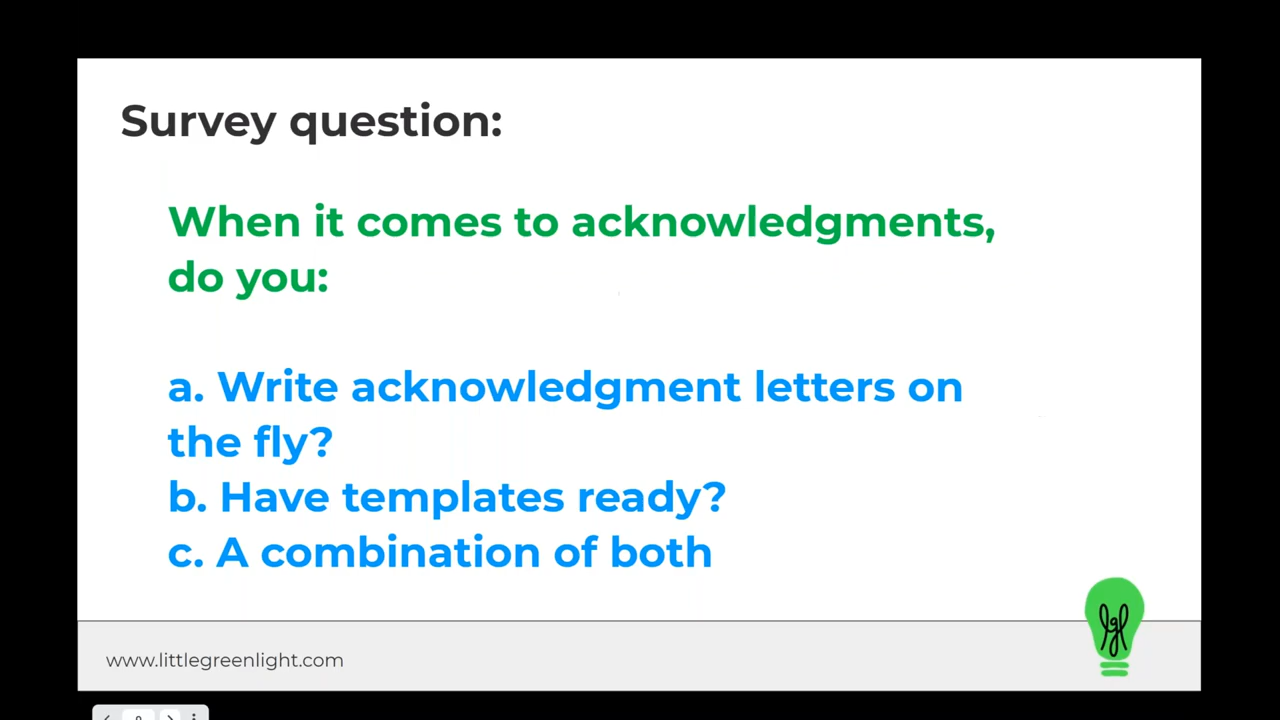 Survey question:
When it comes to acknowledgments,
do you:
a. Write acknowledgment letters on
the fly?
b. Have templates ready?
c. A combination of both
lgl
www.littlegreenlight.com